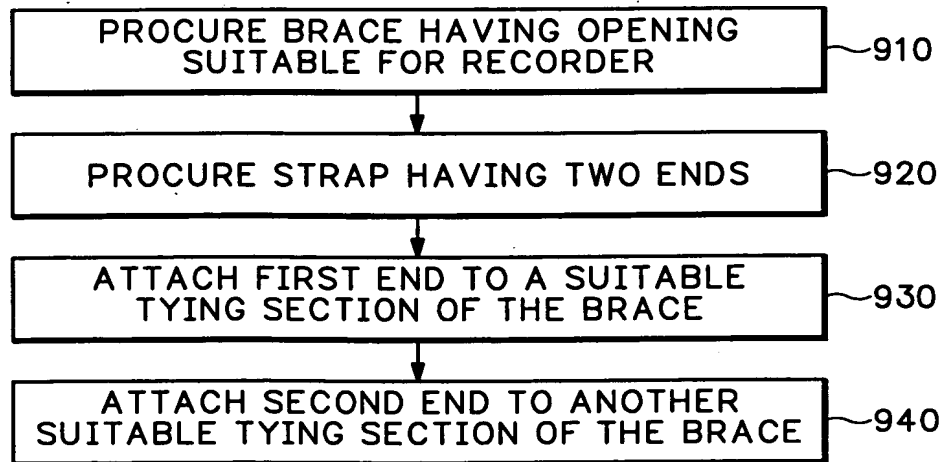 PROCURE BRACE HAVING OPENING
SUITABLE FOR RECORDER
910
PROCURE STRAP HAVING TWO ENDS
920
ATTACH FIRST END TO A SUITABLE
TYING SECTION OF THE BRACE
930
ATTACH SECOND END TO ANOTHER
SUITABLE TYING SECTION OF THE BRACE
940